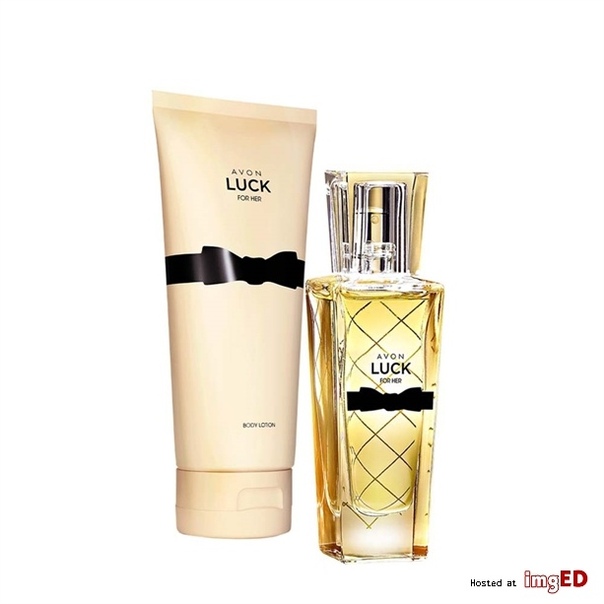 AVON
LUCK
FOR HER
BODY LOTION
AVON
LUCK
FOR HER
Hosted at imgED